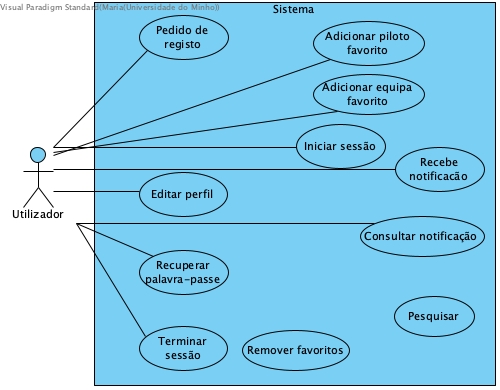 Visual Paradigm Standard(Maria(Universidade do Minho))
Sistema
Pedido de
registo
Adicionar piloto
favorito
Adicionar equipa
favorito
Iniciar sessão
Recebe
notificacão
Utilizador
Editar perfil
Consultar notificação
Recuperar
palavra-passe
Pesquisar
Terminar
sessão
Remover favoritos